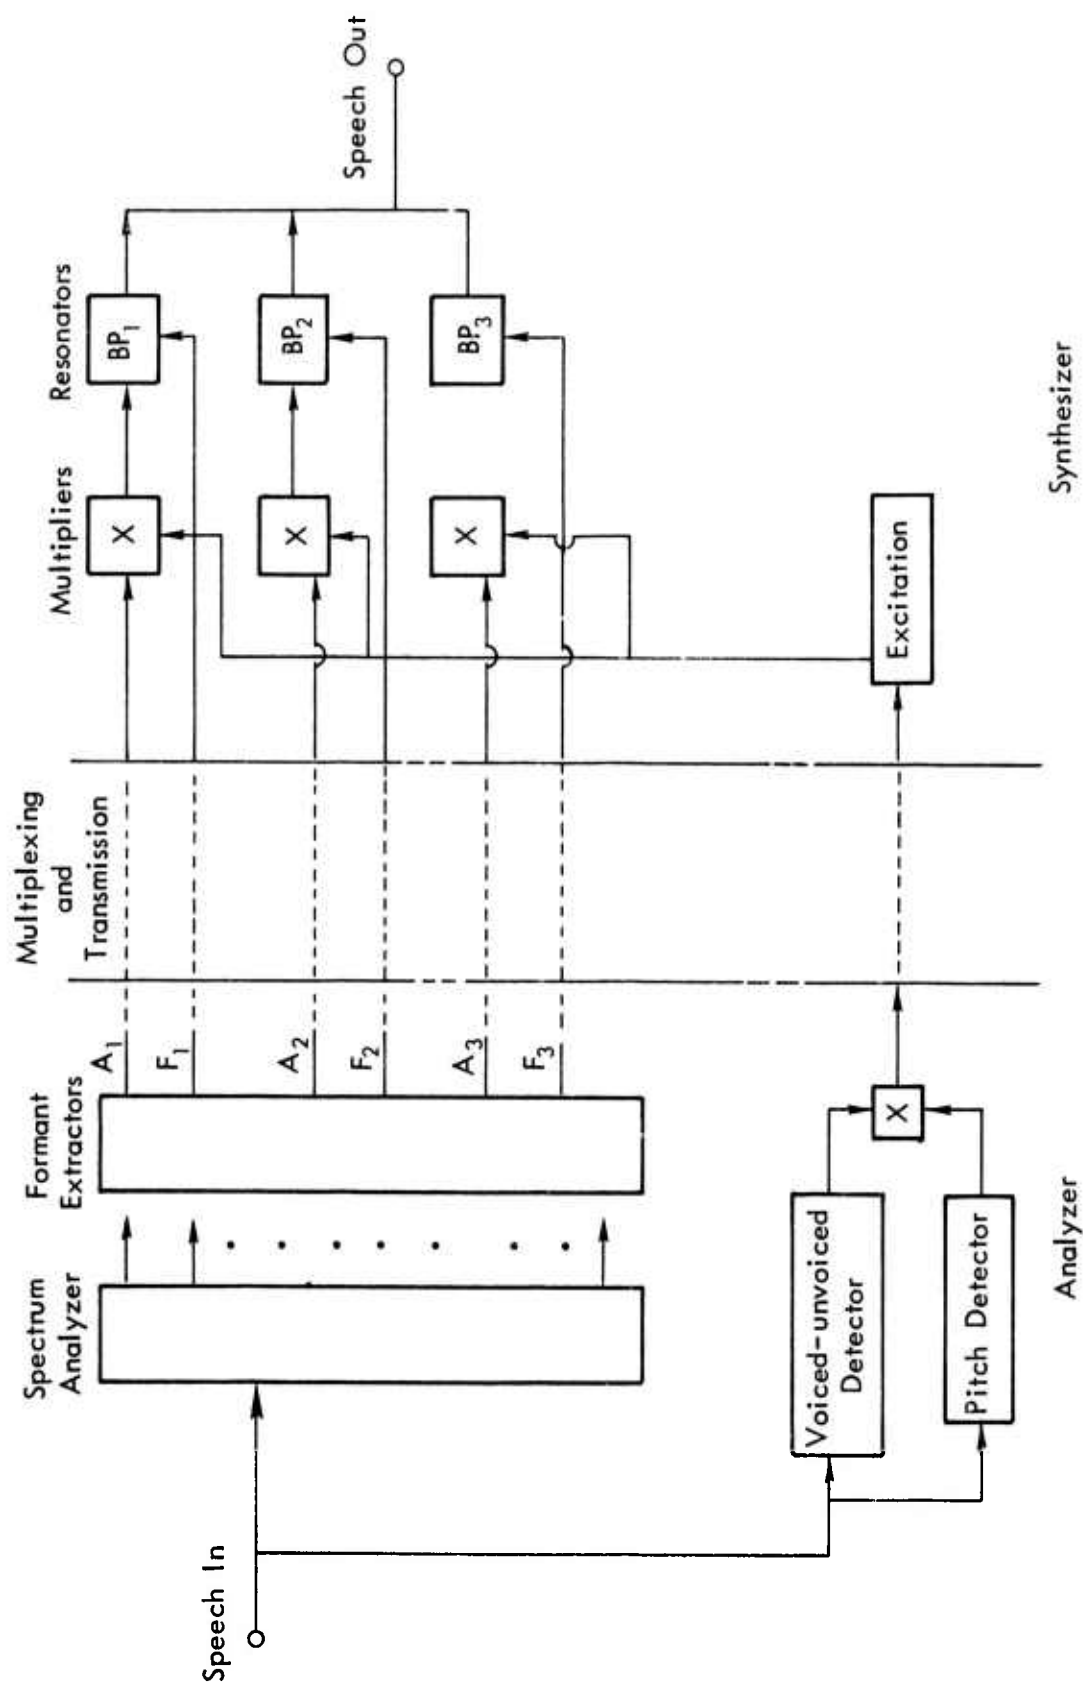 Speech In
Spectrum
Analyzer
Formant
Extractors
A1
F1
A2
F2
A3
F3
Multiplexing
and
Transmission
Multipliers
X
X
X
Resonators
BP1
BP2
BP3
Speech Out
Voiced-unvoiced
Detector
Pitch Detector
X
Excitation
Analyzer
Synthesizer